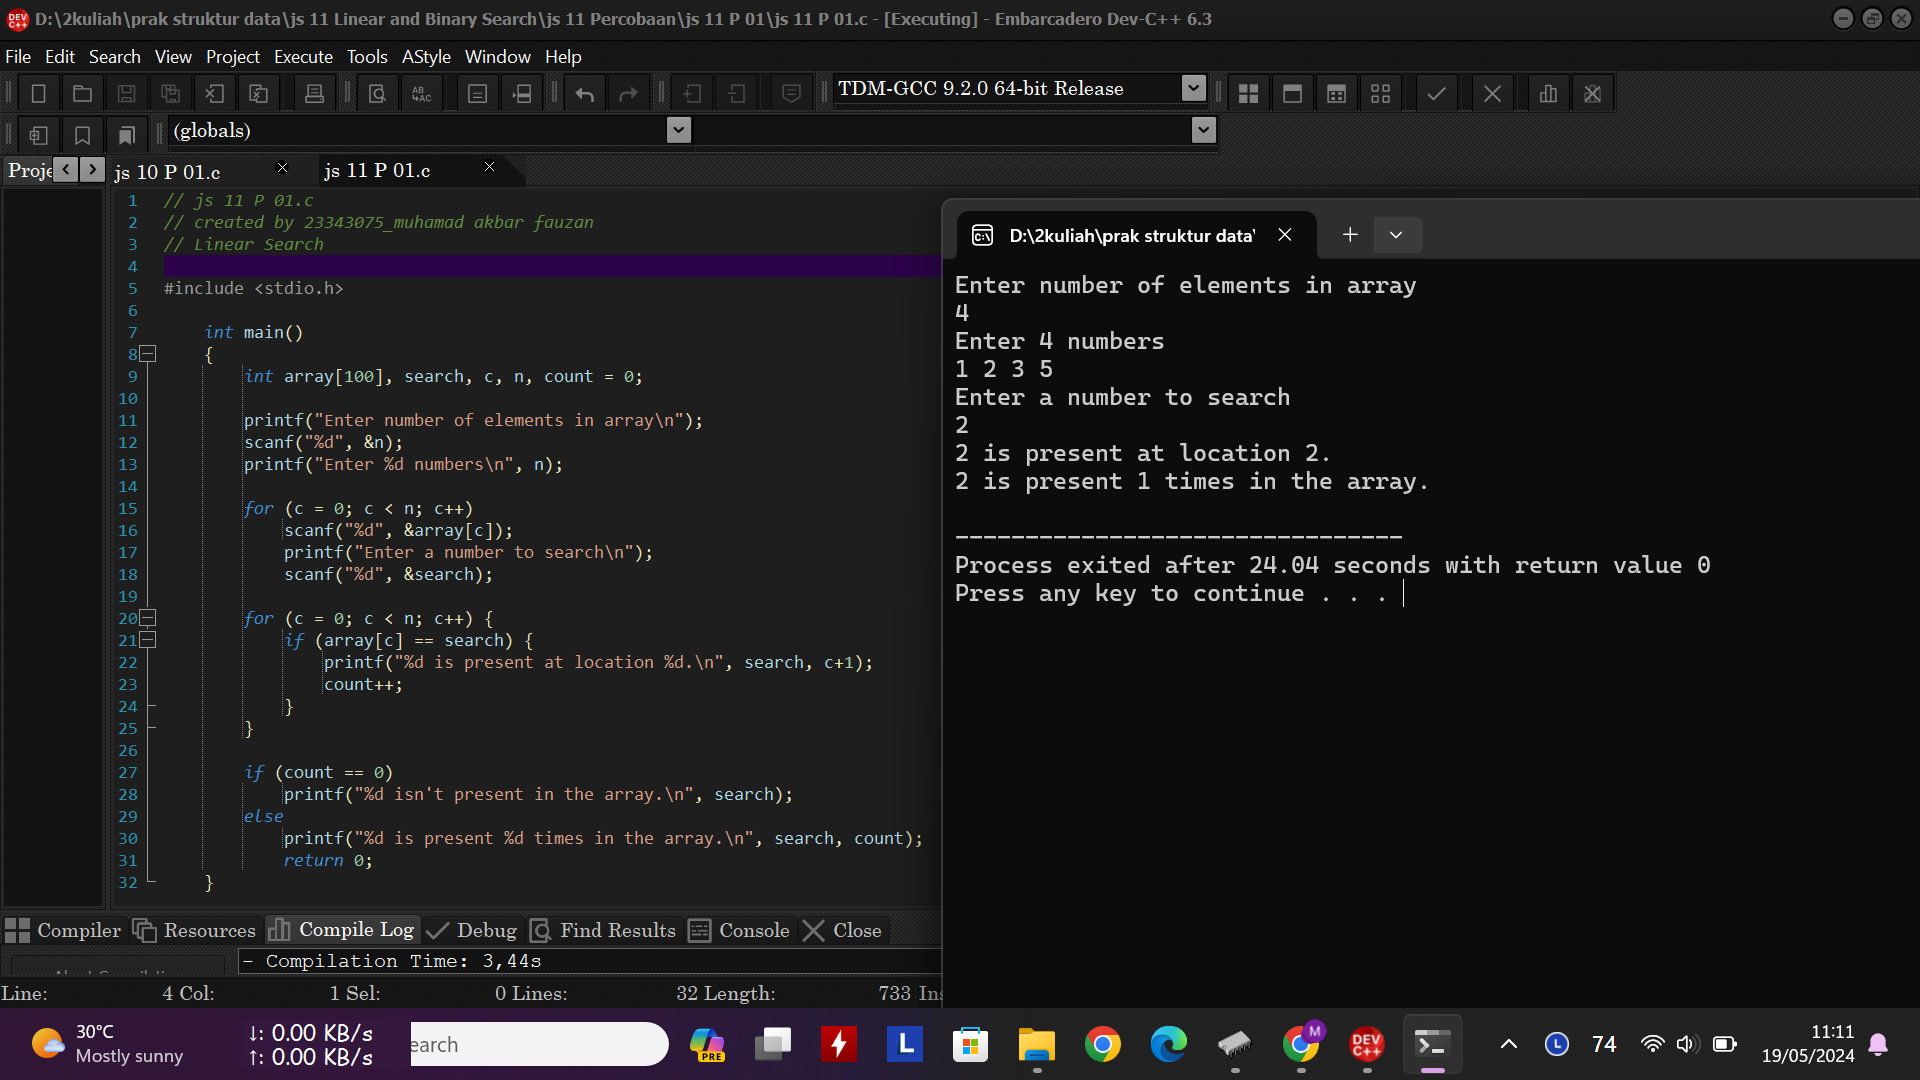 D:\2kuliah\prak struktur data\js 11 Linear and Binary Search\js 11 Percobaan\js 11 P 01\js 11 P 01.c - [Executing] - Embarcadero Dev-C++ 6.3
File Edit Search View Project Execute Tools AStyle Window Help
TDM-GCC 9.2.0 64-bit Release
(globals)
Proje
js 10 P 01.c
js 11 P 01.c
1 // js 11 P 01.c
2 // created by 23343075_muhamad akbar fauzan
3 // Linear Search
4
5 #include <stdio.h>
6
7 int main()
8 {
9 int array[100], search, c, n, count = 0;
10
11 printf("Enter number of elements in array\n");
12 scanf("%d", &n);
13 printf("Enter %d numbers\n", n);
14
15 for (c = 0; c < n; c++)
16 scanf("%d", &array[c]);
17 printf("Enter a number to search\n");
18 scanf("%d", &search);
19
20 for (c = 0; c < n; c++) {
21 if (array[c] == search) {
22 printf("%d is present at location %d.\n", search, c+1);
23 count++;
24 }
25 }
26
27 if (count == 0)
28 printf("%d isn't present in the array.\n", search);
29 else
30 printf("%d is present %d times in the array.\n", search, count);
31 return 0;
32 }
D:\2kuliah\prak struktur data\
Enter number of elements in array
4
Enter 4 numbers
1 2 3 5
Enter a number to search
2
2 is present at location 2.
2 is present 1 times in the array.
--------------------------------
Process exited after 24.04 seconds with return value 0
Press any key to continue . . .
Compiler Resources Compile Log Debug Find Results Console Close
- Compilation Time: 3,44s
Line: 4 Col: 1 Sel: 0 Lines: 32 Length: 733 Ins
30°C
Mostly sunny
↓: 0.00 KB/s
↑: 0.00 KB/s
earch
PRE
L
M
DEV C++
L
74
11:11
19/05/2024